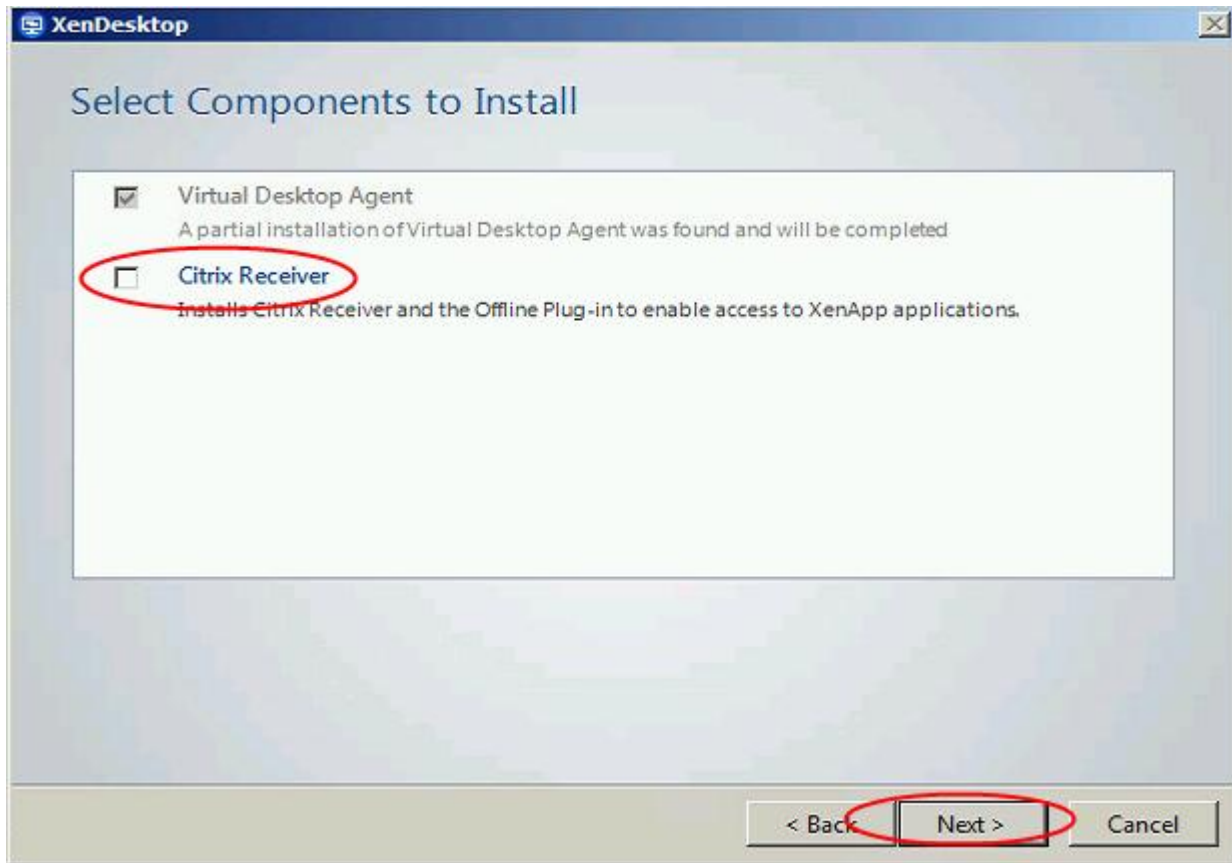 XenDesktop
Select Components to Install
Virtual Desktop Agent
A partial installation of Virtual Desktop Agent was found and will be completed
Citrix Receiver
Installs Citrix Receiver and the Offline Plug-in to enable access to XenApp applications.
< Back Next > Cancel